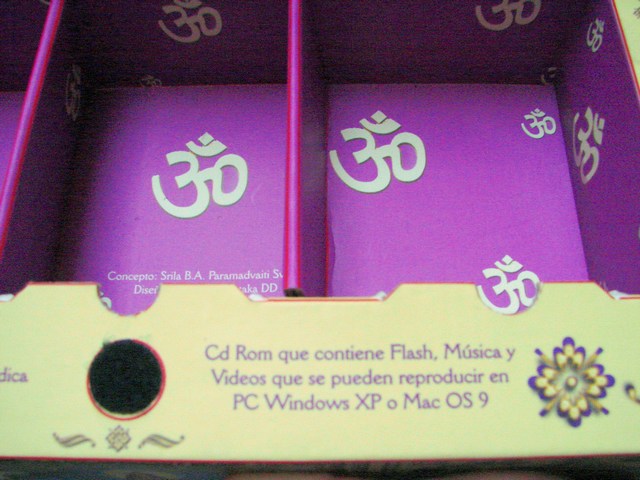 ॐ
ॐ
ॐ
ॐ
ॐ
ॐ
ॐ
ॐ
Concepto: Srila B.A. Paramadvaiti
DD
dica
Cd Rom que contiene Flash, Música y
Videos que se pueden reproducir en
PC Windows XP o Mac OS 9